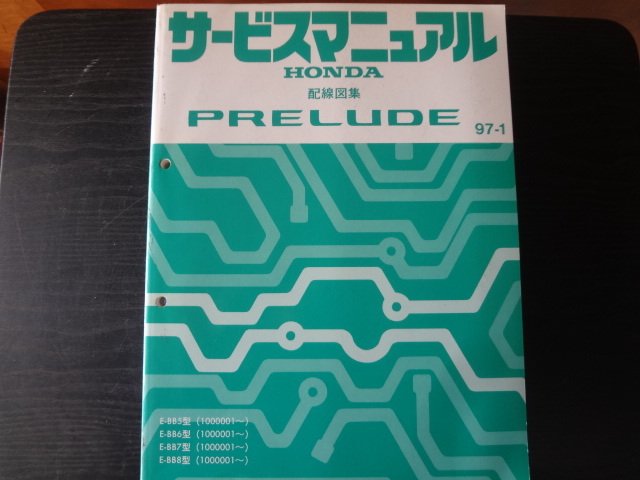 サービスマニュアル
HONDA
配線図集
PRELUDE
97-1
E-BB5型 (1000001〜)
E-BB6型 (1000001〜)
E-BB7型 (1000001〜)
E-BB8型 (1000001〜)